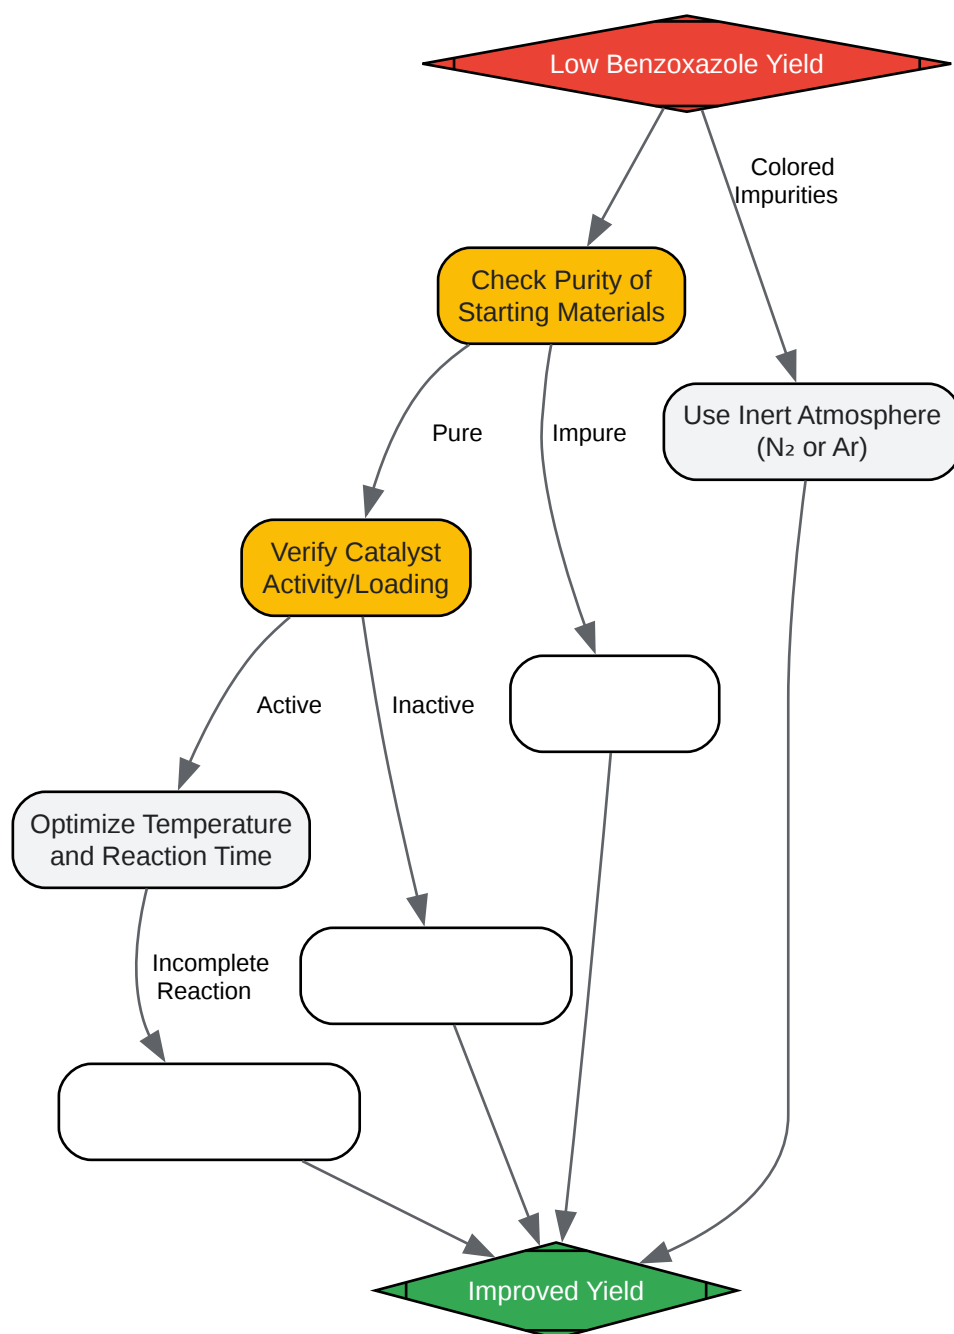 Low Benzoxazole Yield
Colored
Impurities
Check Purity of
Starting Materials
Use Inert Atmosphere
(N₂ or Ar)
Pure
Impure
Verify Catalyst
Activity/Loading
Active
Inactive
Optimize Temperature
and Reaction Time
Incomplete
Reaction
Improved Yield